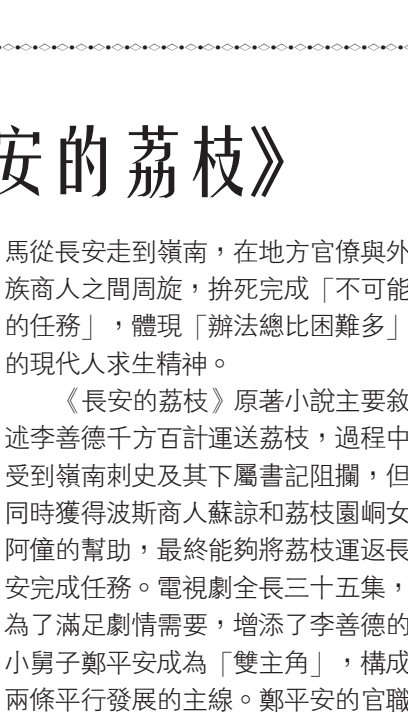 安的荔枝》
馬從長安走到嶺南，在地方官僚與外
族商人之間周旋，拚死完成「不可能
的任務」，體現「辦法總比困難多」
的現代人求生精神。
《長安的荔枝》原著小說主要敘
述李善德千方百計運送荔枝，過程中
受到嶺南刺史及其下屬書記阻攔，但
同時獲得波斯商人蘇諒和荔枝園峒女
阿僮的幫助，最終能夠將荔枝運返長
安完成任務。電視劇全長三十五集，
為了滿足劇情需要，增添了李善德的
小舅子鄭平安成為「雙主角」，構成
兩條平行發展的主線。鄭平安的官職